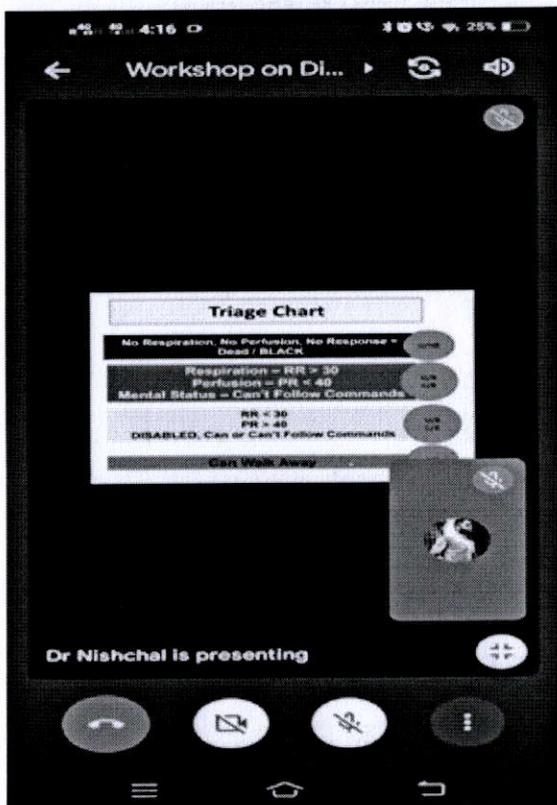 4:16
25%
Workshop on Di...
Triage Chart
No Respiration, No Perfusion, No Response =
Dead / BLACK
Respiration – RR > 30
Perfusion – PR < 40
Mental Status – Can't Follow Commands
RR < 30
PR > 40
DISABLED, Can or Can't Follow Commands
Can Walk Away
Dr Nishchal is presenting